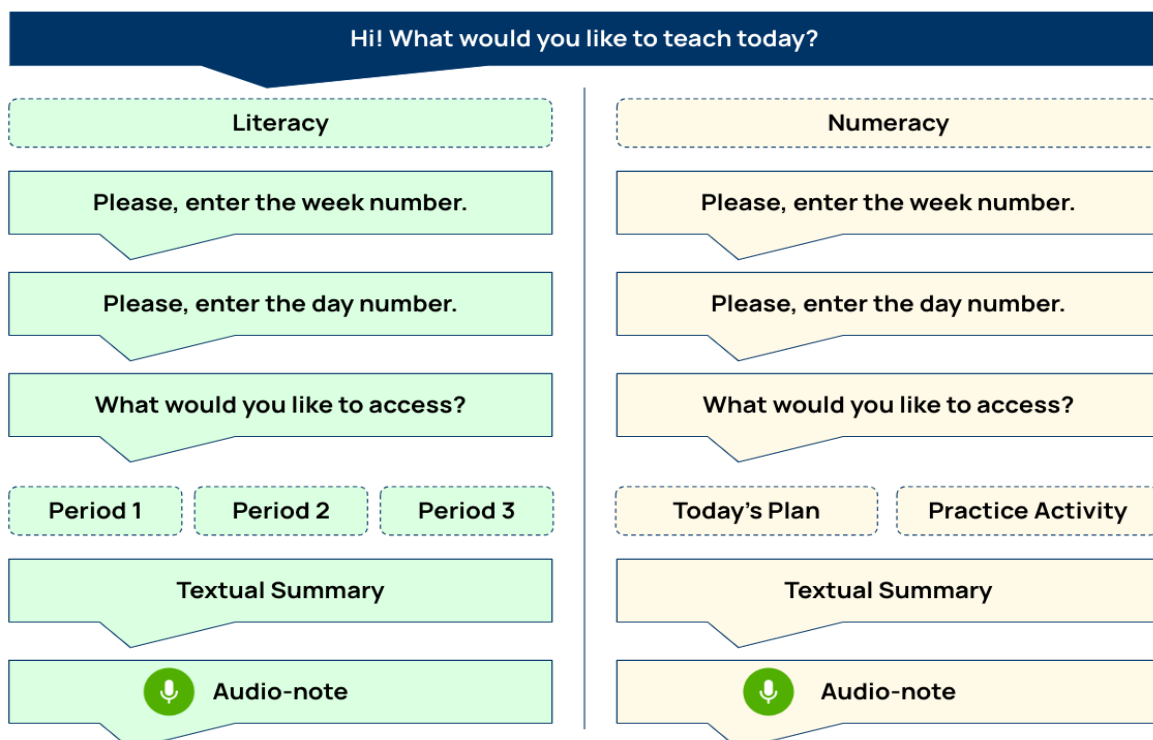 Hi! What would you like to teach today?
Literacy
Please, enter the week number.
Please, enter the day number.
What would you like to access?
Period 1
Period 2
Period 3
Textual Summary
Audio-note
Numeracy
Please, enter the week number.
Please, enter the day number.
What would you like to access?
Today's Plan
Practice Activity
Textual Summary
Audio-note